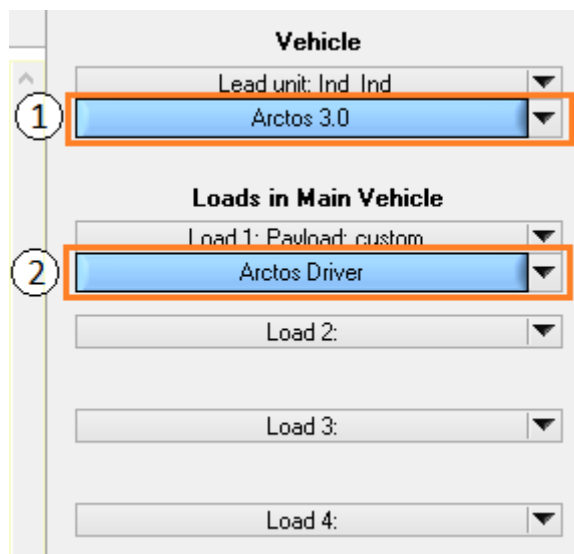 Vehicle
Lead unit: Ind_Ind
1
Arctos 3.0
Loads in Main Vehicle
Load 1: Payload: custom
2
Arctos Driver
Load 2:
Load 3:
Load 4: